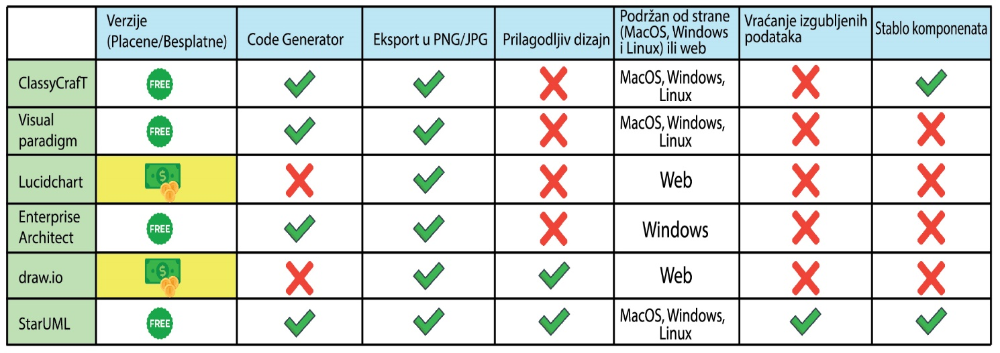 Verzije
(Placene/Besplatne)
Code Generator
Eksport u PNG/JPG
Prilagodljiv dizajn
Podržan od strane
(MacOS, Windows
i Linux) ili web
Vraćanje izgubljenih
podataka
Stablo komponenata
ClassyCrafT
FREE
MacOS, Windows,
Linux
Visual
paradigm
FREE
MacOS, Windows,
Linux
Lucidchart
$
Web
Enterprise
Architect
FREE
Windows
draw.io
$
Web
StarUML
FREE
MacOS, Windows,
Linux